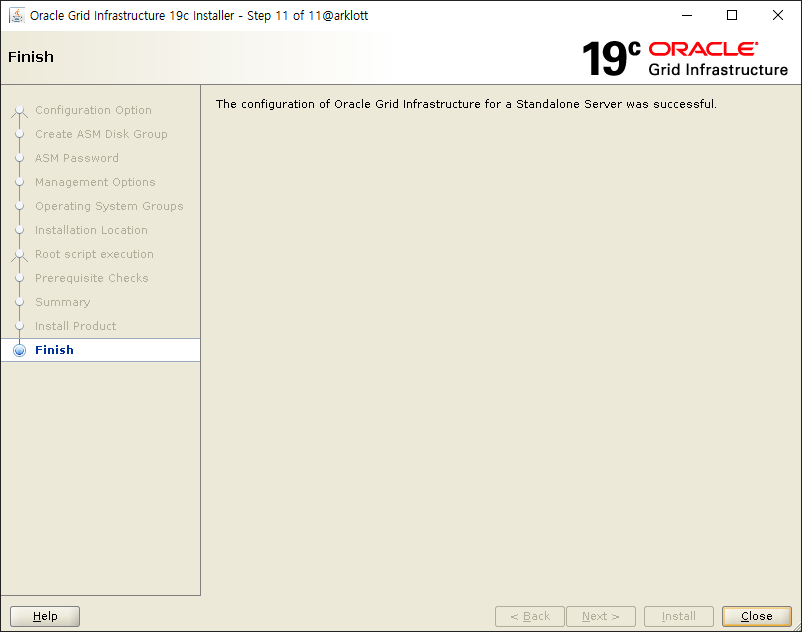 Oracle Grid Infrastructure 19c Installer - Step 11 of 11@arklott
Finish
19c ORACLE
Grid Infrastructure
Configuration Option
Create ASM Disk Group
ASM Password
Management Options
Operating System Groups
Installation Location
Root script execution
Prerequisite Checks
Summary
Install Product
Finish
The configuration of Oracle Grid Infrastructure for a Standalone Server was successful.
Help
< Back
Next >
Install
Close